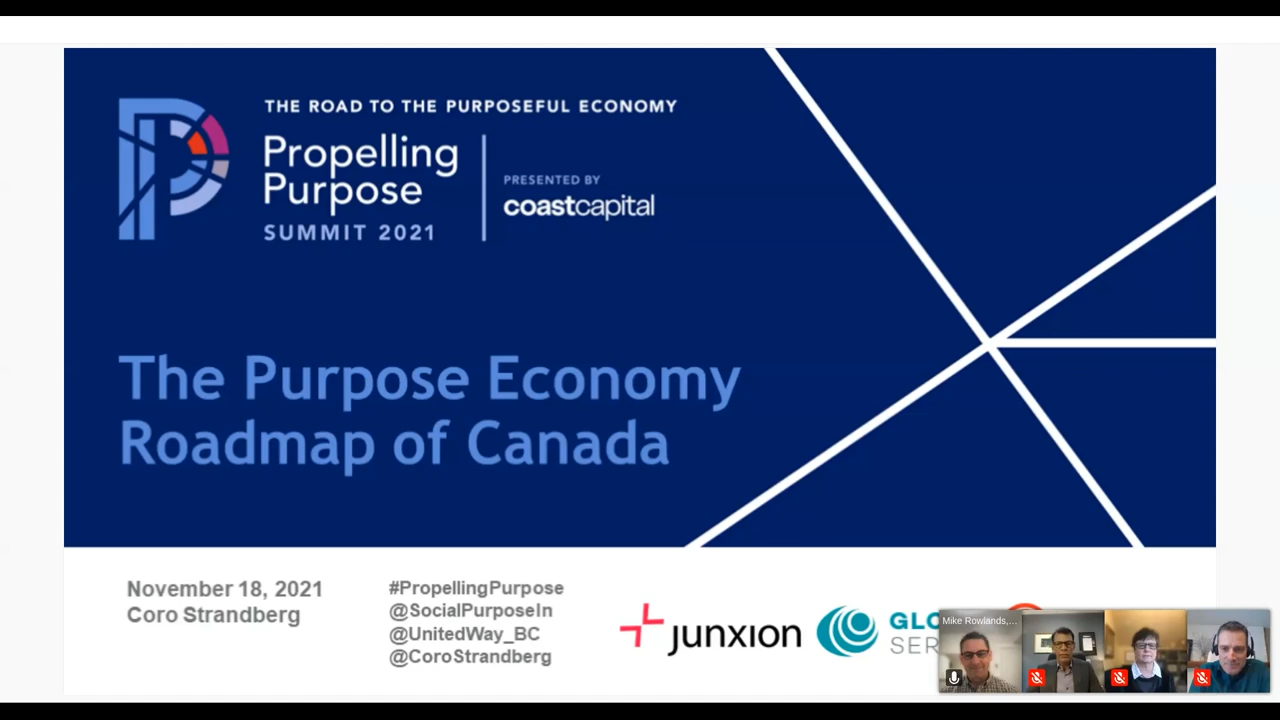 THE ROAD TO THE PURPOSEFUL ECONOMY
Propelling
Purpose
SUMMIT 2021
PRESENTED BY
coastcapital
The Purpose Economy
Roadmap of Canada
November 18, 2021
Coro Strandberg
#PropellingPurpose
@SocialPurposeIn
@UnitedWay_BC
@CoroStrandberg
junxion
Mike Rowlands,...